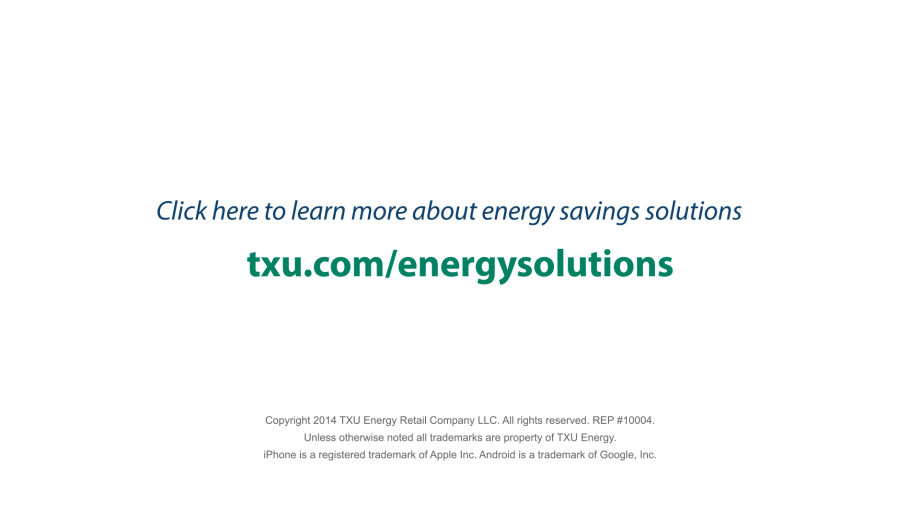 Click here to learn more about energy savings solutions
txu.com/energysolutions
Copyright 2014 TXU Energy Retail Company LLC. All rights reserved. REP #10004.
Unless otherwise noted all trademarks are property of TXU Energy.
iPhone is a registered trademark of Apple Inc. Android is a trademark of Google, Inc.